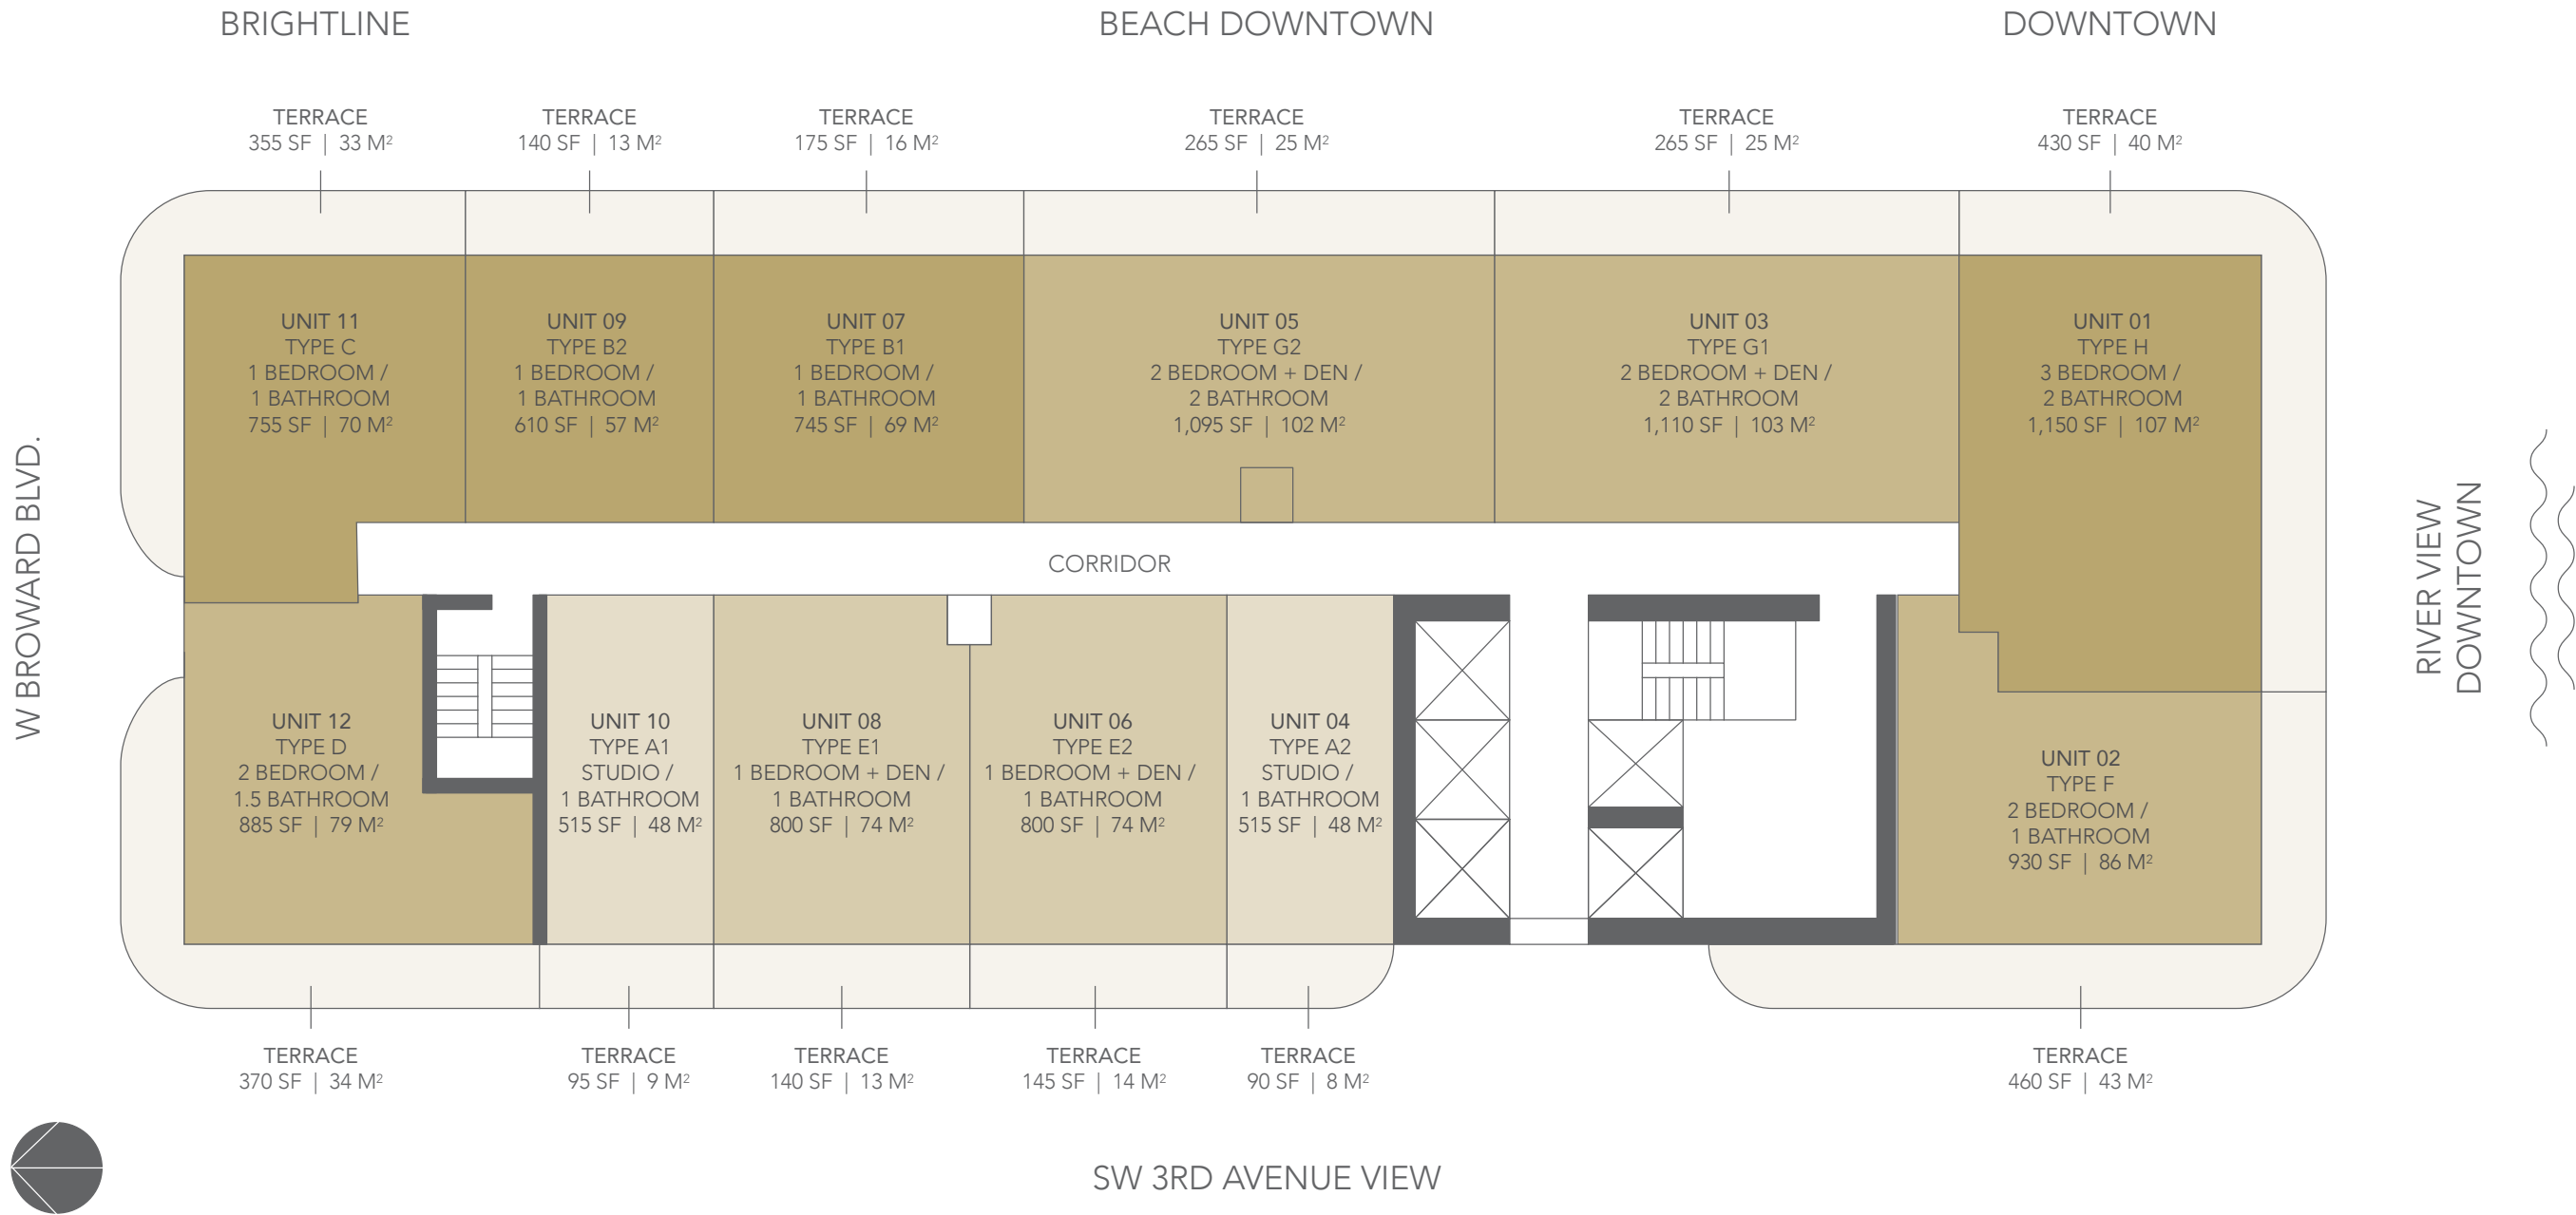 BRIGHTLINE
BEACH DOWNTOWN
DOWNTOWN
TERRACE
355 SF | 33 M²
TERRACE
140 SF | 13 M²
TERRACE
175 SF | 16 M²
TERRACE
265 SF | 25 M²
TERRACE
265 SF | 25 M²
TERRACE
430 SF | 40 M²
UNIT 11
TYPE C
1 BEDROOM /
1 BATHROOM
755 SF | 70 M²
UNIT 09
TYPE B2
1 BEDROOM /
1 BATHROOM
610 SF | 57 M²
UNIT 07
TYPE B1
1 BEDROOM /
1 BATHROOM
745 SF | 69 M²
UNIT 05
TYPE G2
2 BEDROOM + DEN /
2 BATHROOM
1,095 SF | 102 M²
UNIT 03
TYPE G1
2 BEDROOM + DEN /
2 BATHROOM
1,110 SF | 103 M²
UNIT 01
TYPE H
3 BEDROOM /
2 BATHROOM
1,150 SF | 107 M²
W BROWARD BLVD.
CORRIDOR
RIVER VIEW
DOWNTOWN
UNIT 12
TYPE D
2 BEDROOM /
1.5 BATHROOM
885 SF | 79 M²
UNIT 10
TYPE A1
STUDIO /
1 BATHROOM
515 SF | 48 M²
UNIT 08
TYPE E1
1 BEDROOM + DEN /
1 BATHROOM
800 SF | 74 M²
UNIT 06
TYPE E2
1 BEDROOM + DEN /
1 BATHROOM
800 SF | 74 M²
UNIT 04
TYPE A2
STUDIO /
1 BATHROOM
515 SF | 48 M²
UNIT 02
TYPE F
2 BEDROOM /
1 BATHROOM
930 SF | 86 M²
TERRACE
370 SF | 34 M²
TERRACE
95 SF | 9 M²
TERRACE
140 SF | 13 M²
TERRACE
145 SF | 14 M²
TERRACE
90 SF | 8 M²
TERRACE
460 SF | 43 M²
SW 3RD AVENUE VIEW